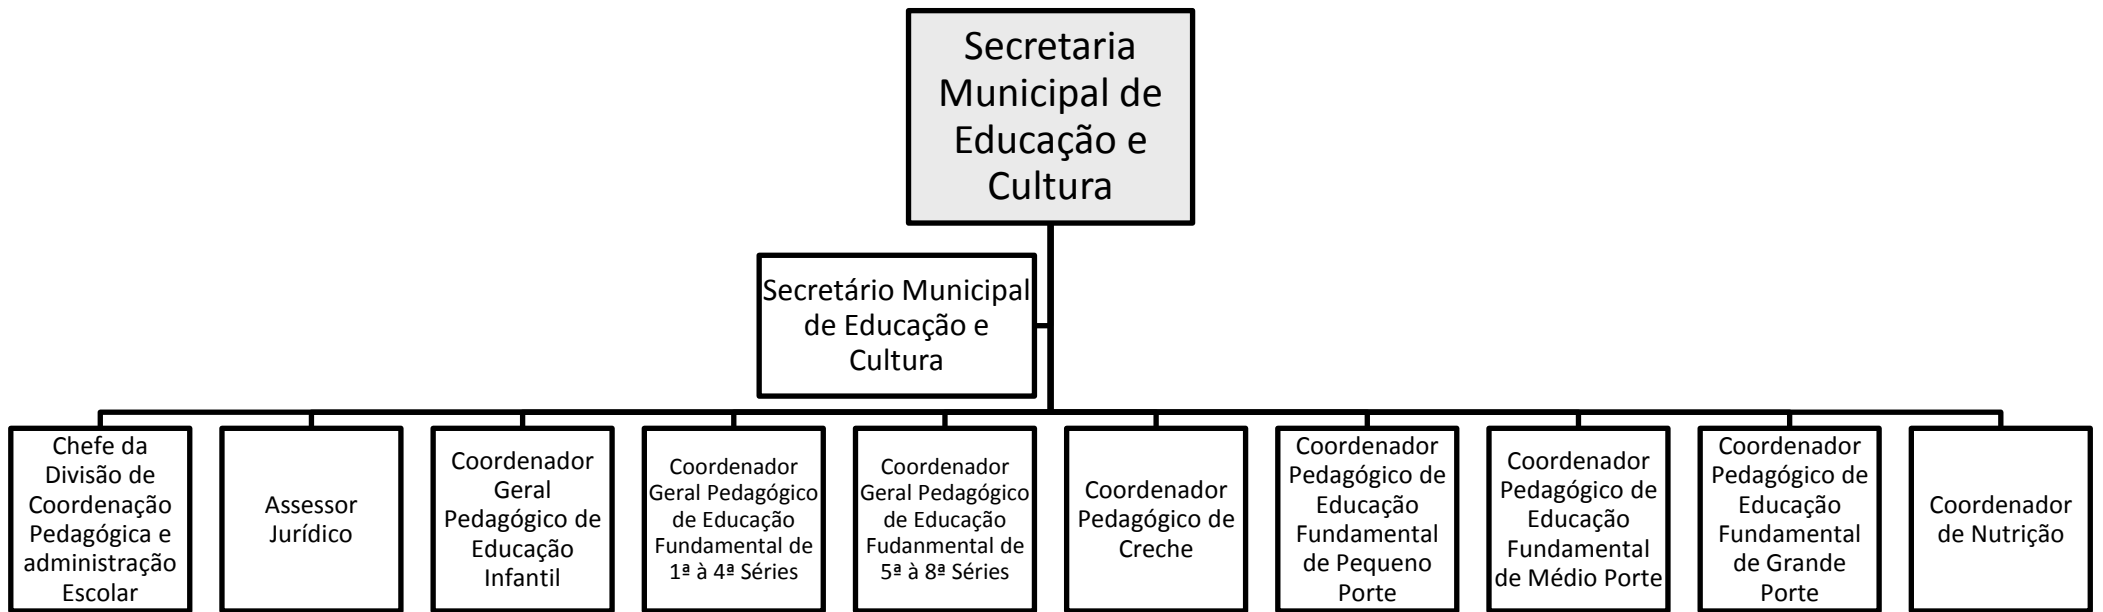 Secretaria
Municipal de
Educação e
Cultura
Secretário Municipal
de Educação e
Cultura
Chefe da
Divisão de
Coordenação
Pedagógica e
administração
Escolar
Assessor
Jurídico
Coordenador
Geral
Pedagógico de
Educação
Infantil
Coordenador
Geral Pedagógico
de Educação
Fundamental de
1ª à 4ª Séries
Coordenador
Geral Pedagógico
de Educação
Fudanmental de
5ª à 8ª Séries
Coordenador
Pedagógico de
Creche
Coordenador
Pedagógico de
Educação
Fundamental
de Pequeno
Porte
Coordenador
Pedagógico de
Educação
Fundamental
de Médio Porte
Coordenador
Pedagógico de
Educação
Fundamental
de Grande
Porte
Coordenador
de Nutrição